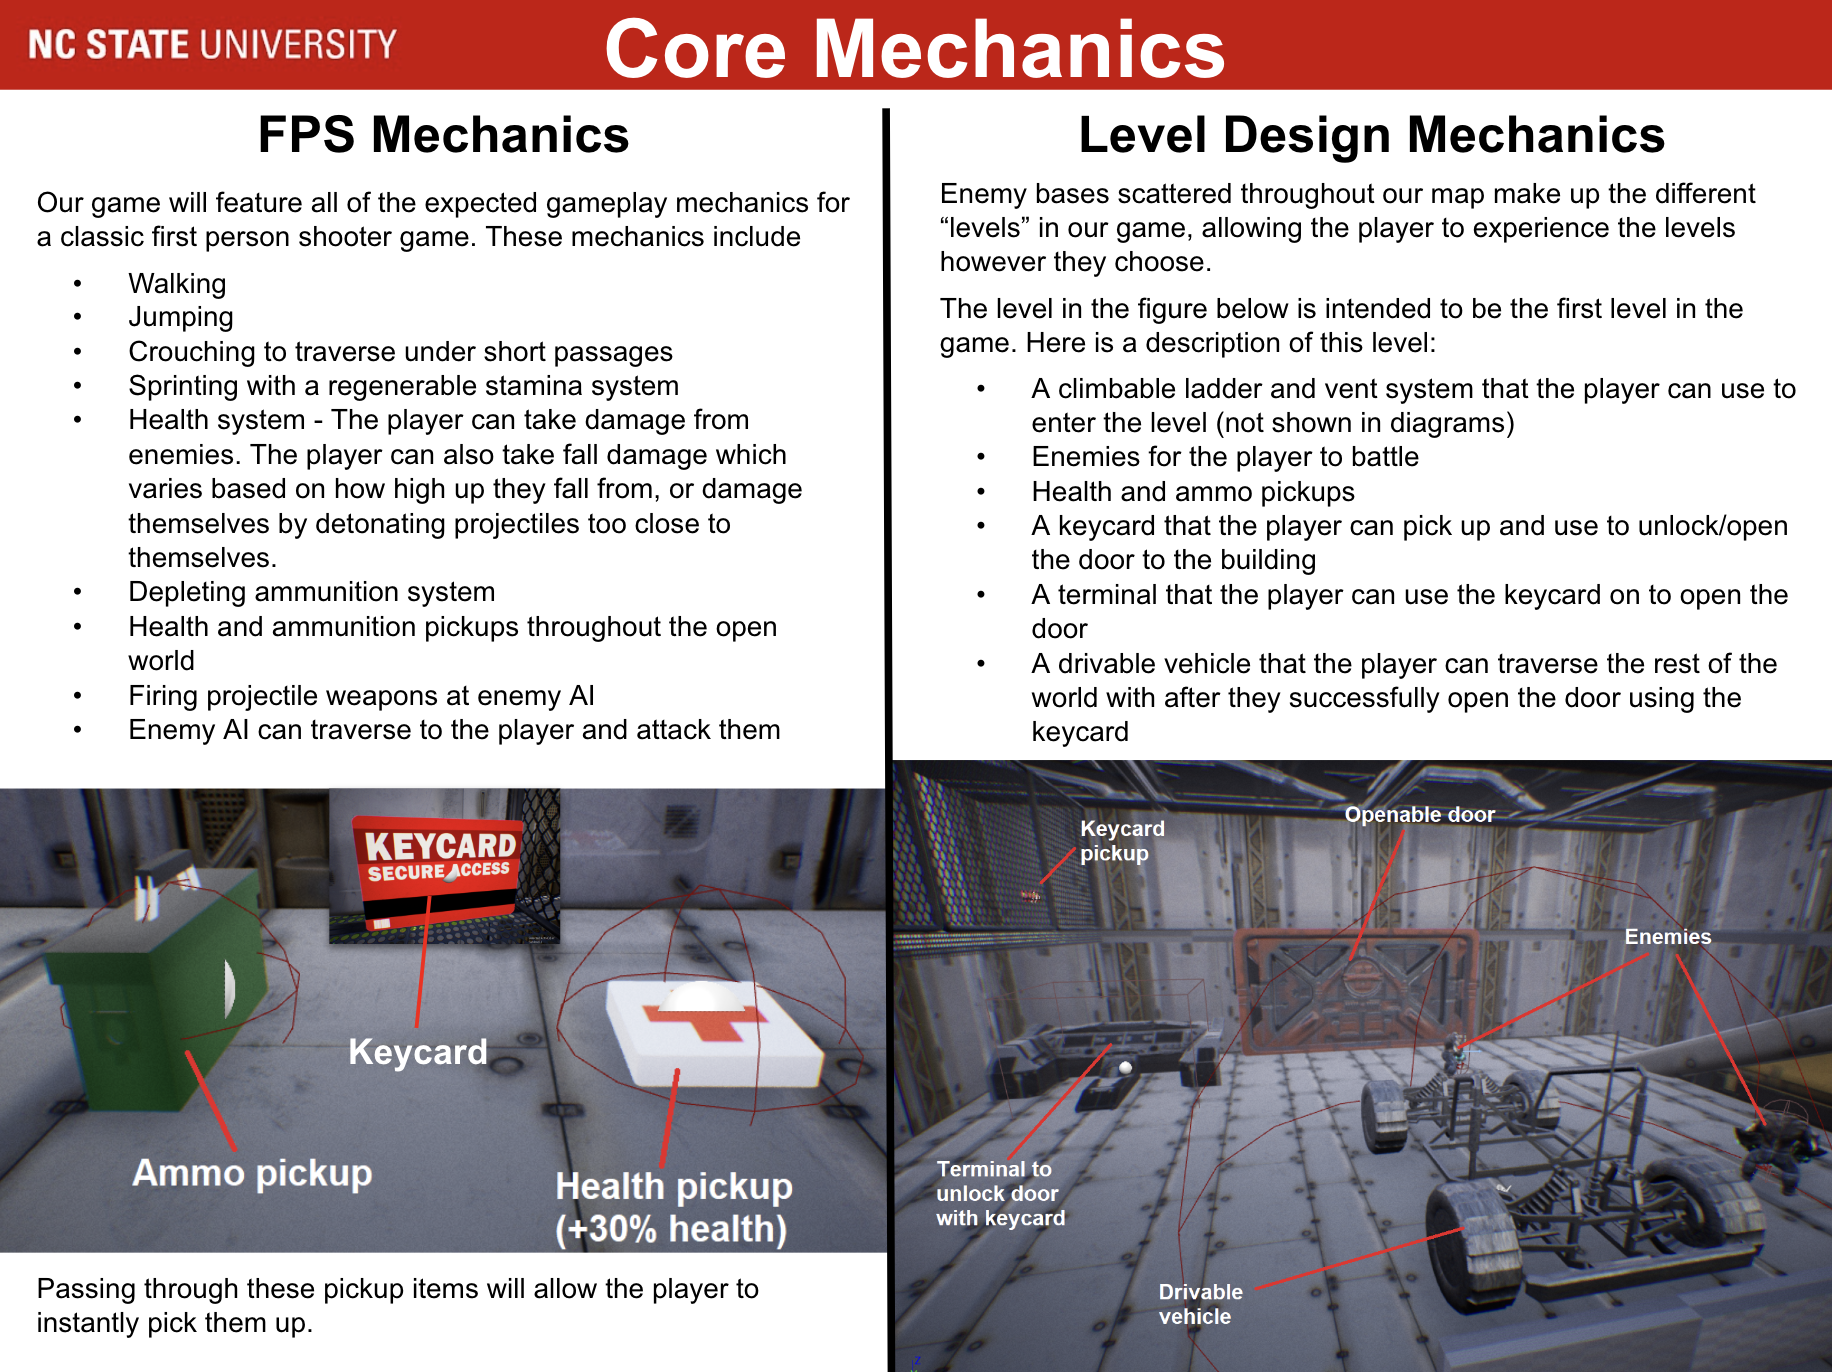 NC STATE UNIVERSITY
Core Mechanics
FPS Mechanics
Our game will feature all of the expected gameplay mechanics for
a classic first person shooter game. These mechanics include
• Walking
• Jumping
• Crouching to traverse under short passages
• Sprinting with a regenerable stamina system
• Health system - The player can take damage from
enemies. The player can also take fall damage which
varies based on how high up they fall from, or damage
themselves by detonating projectiles too close to
themselves.
• Depleting ammunition system
• Health and ammunition pickups throughout the open
world
• Firing projectile weapons at enemy AI
• Enemy AI can traverse to the player and attack them
KEYCARD
SECURE ACCESS
Keycard
Ammo pickup
Health pickup
(+30% health)
Passing through these pickup items will allow the player to
instantly pick them up.
Level Design Mechanics
Enemy bases scattered throughout our map make up the different
“levels” in our game, allowing the player to experience the levels
however they choose.
The level in the figure below is intended to be the first level in the
game. Here is a description of this level:
• A climbable ladder and vent system that the player can use to
enter the level (not shown in diagrams)
• Enemies for the player to battle
• Health and ammo pickups
• A keycard that the player can pick up and use to unlock/open
the door to the building
• A terminal that the player can use the keycard on to open the
door
• A drivable vehicle that the player can traverse the rest of the
world with after they successfully open the door using the
keycard
Openable door
Keycard
pickup
Enemies
Terminal to
unlock door
with keycard
Drivable
vehicle
Z